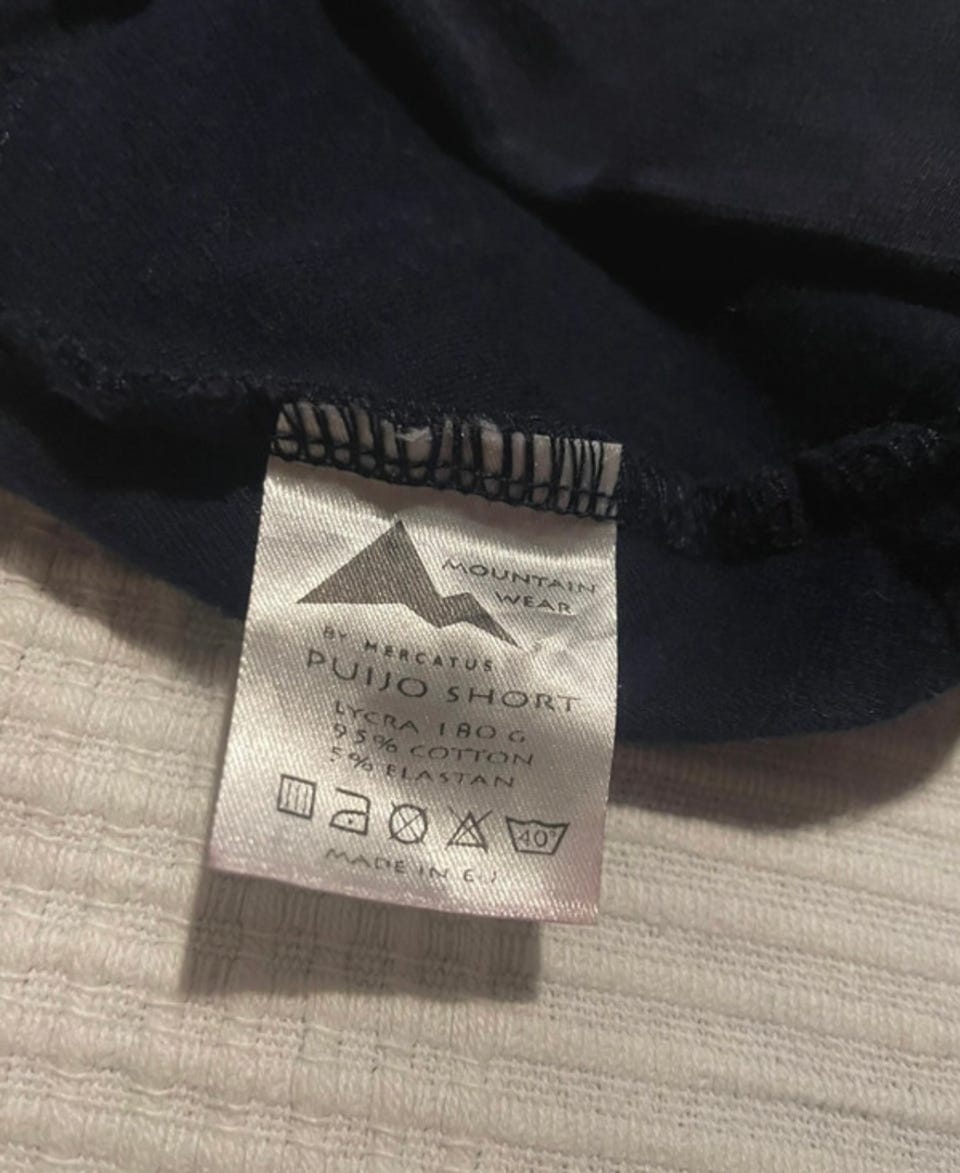 MOUNTAIN
WEAR
BY MERCATUS
PUIJO SHORT
LYCRA 180 G
95% COTTON
5% ELASTAN
40°
MADE IN EU